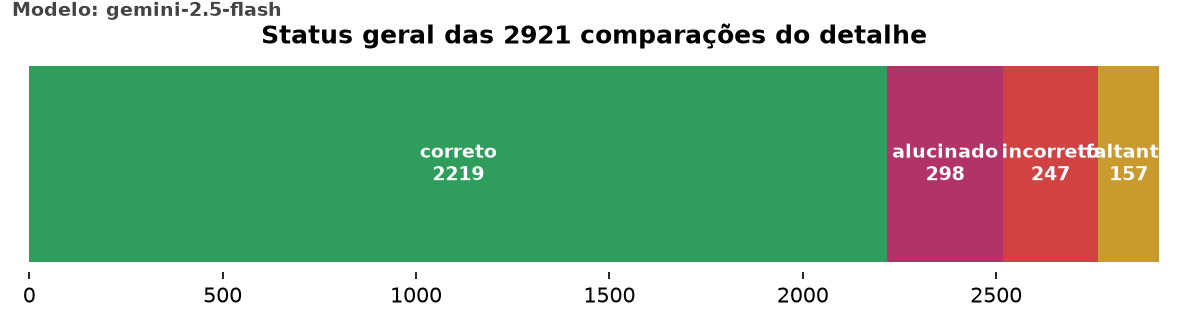 Modelo: gemini-2.5-flash
Status geral das 2921 comparações do detalhe
correto
2219
alucinado
298
incorreto
247
faltante
157
0 500 1000 1500 2000 2500